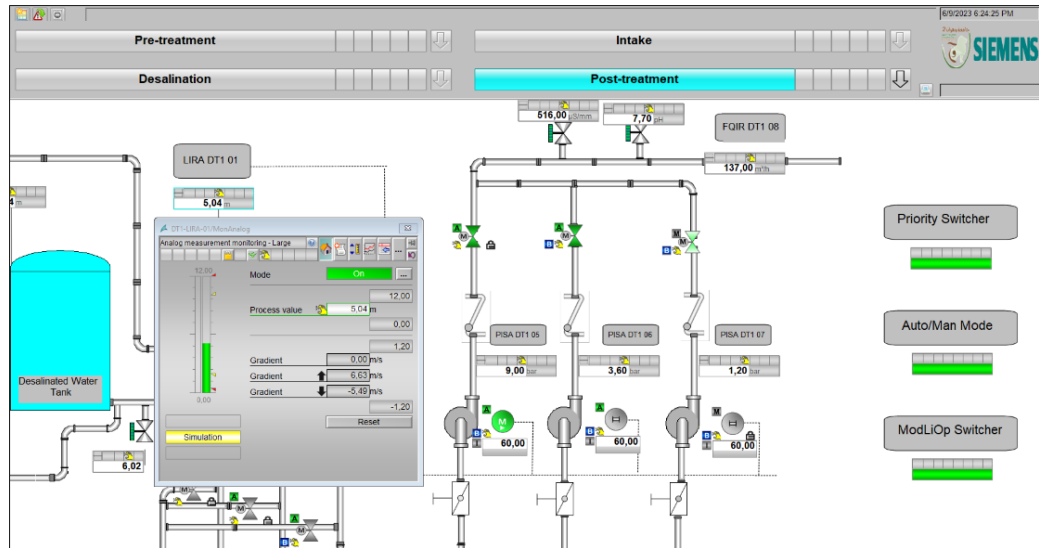 6/9/2023 6:24:25 PM
Pre-treatment
Intake
SIEMENS
Desalination
Post-treatment
516,00 µS/mm
7,70 pH
FQIR DT1 08
137,00 m³/h
LIRA DT1 01
4 m
5,04 m
DT1-LIRA-01/MonAnalog
Analog measurement monitoring - Large
12,00
Mode
On
...
12,00
Process value
5,04 m
0,00
1,20
Gradient
0,00 m/s
Gradient
6,63 m/s
Gradient
-5,49 m/s
-1,20
Reset
0,00
Simulation
Desalinated Water
Tank
6,02
A
M
A
M
B
M
M
B
PISA DT1 05
PISA DT1 06
PISA DT1 07
9,00 bar
3,60 bar
1,20 bar
A
M
B
I
60,00
A
B
I
60,00
M
B
I
60,00
A
M
A
M
B
Priority Switcher
Auto/Man Mode
ModLiOp Switcher